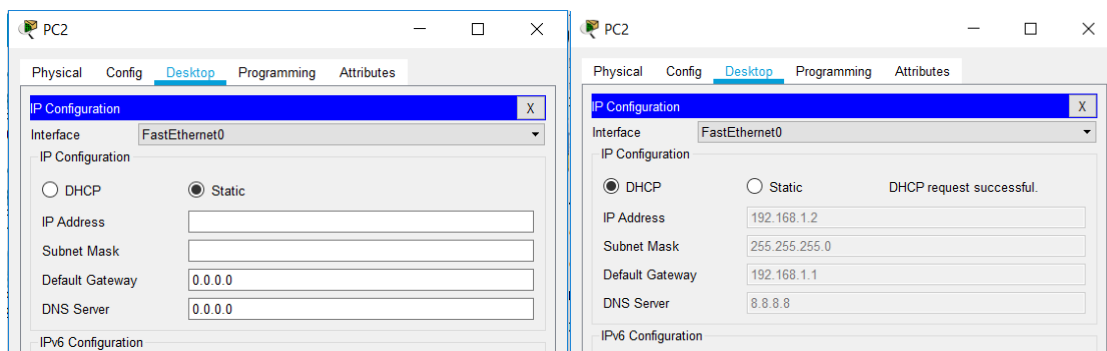 PC2
Physical Config Desktop Programming Attributes
IP Configuration X
Interface FastEthernet0
IP Configuration
DHCP Static
IP Address
Subnet Mask
Default Gateway 0.0.0.0
DNS Server 0.0.0.0
IPv6 Configuration
PC2
Physical Config Desktop Programming Attributes
IP Configuration X
Interface FastEthernet0
IP Configuration
DHCP Static DHCP request successful.
IP Address 192.168.1.2
Subnet Mask 255.255.255.0
Default Gateway 192.168.1.1
DNS Server 8.8.8.8
IPv6 Configuration